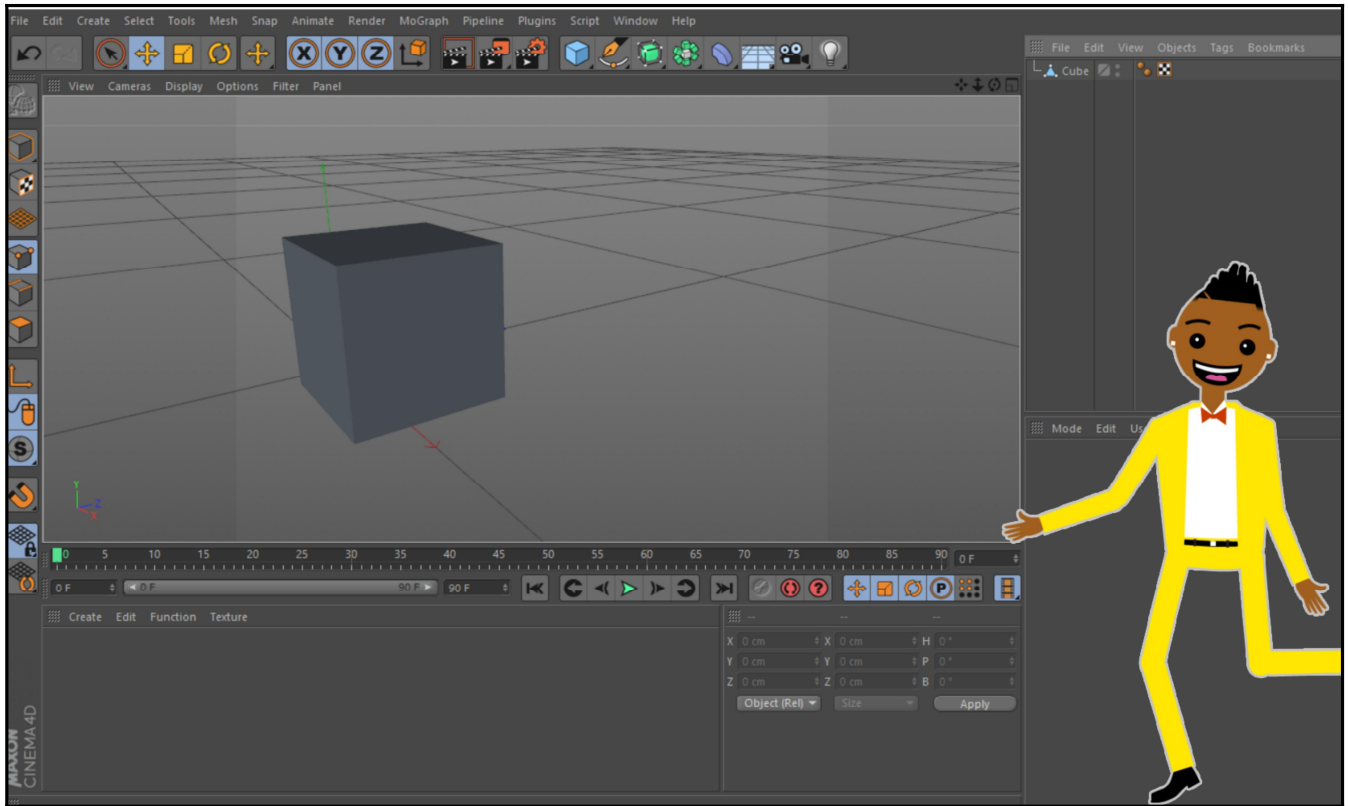 File Edit Create Select Tools Mesh Snap Animate Render MoGraph Pipeline Plugins Script Window Help
X Y Z
File Edit View Objects Tags Bookmarks
Cube
View Cameras Display Options Filter Panel
Y
Z
X
S
0 5 10 15 20 25 30 35 40 45 50 55 60 65 70 75 80 85 90 0 F
0 F 0 F 90 F 90 F ? P
Create Edit Function Texture
-- -- --
X 0 cm X 0 cm H 0 °
Y 0 cm Y 0 cm P 0 °
Z 0 cm Z 0 cm B 0 °
Object (Rel) Size Apply
Mode Edit Us
MAXON
CINEMA 4D